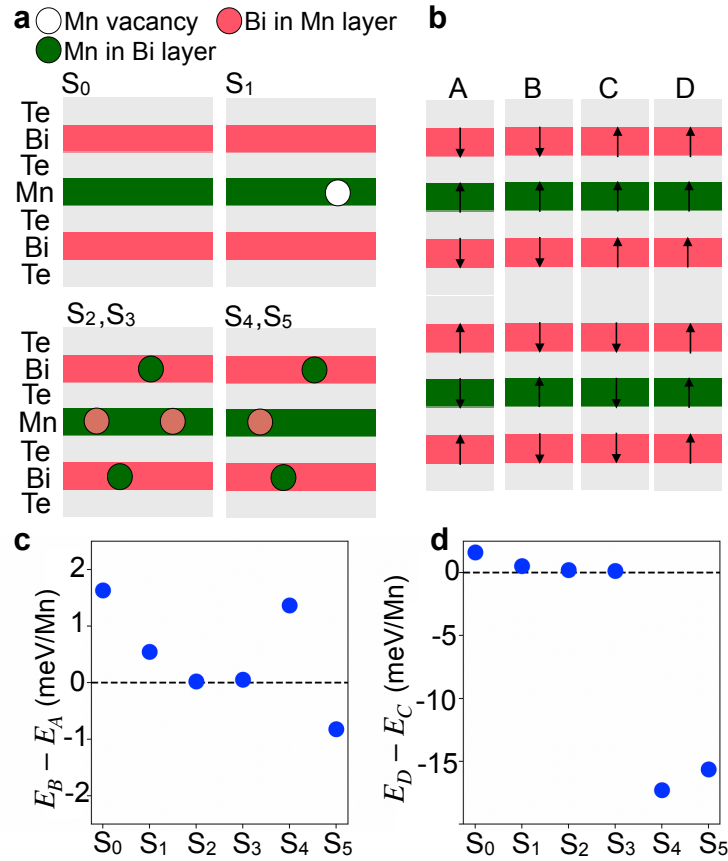 a Mn vacancy Bi in Mn layer
Mn in Bi layer
S0 S1
Te
Bi
Te
Mn
Te
Bi
Te
S2,S3 S4,S5
Te
Bi
Te
Mn
Te
Bi
Te
b
A B C D
c
EB − EA (meV/Mn)
2
1
0
-1
-2
S0 S1 S2 S3 S4 S5
d
ED − EC (meV/Mn)
0
-5
-10
-15
S0 S1 S2 S3 S4 S5